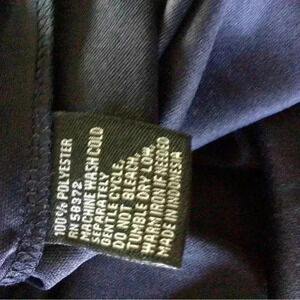 100% POLYESTER
RN 58372
MACHINE WASH COLD
SEPARATELY
GENTLE CYCLE.
DO NOT BLEACH.
TUMBLE DRY LOW.
WARM IRON IF NEEDED
MADE IN INDONESIA